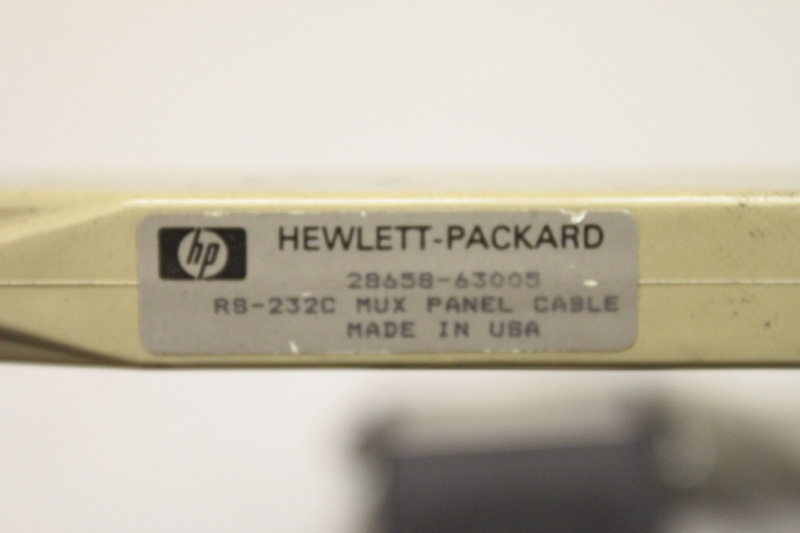 hp HEWLETT-PACKARD
28658-63005
RS-232C MUX PANEL CABLE
MADE IN USA